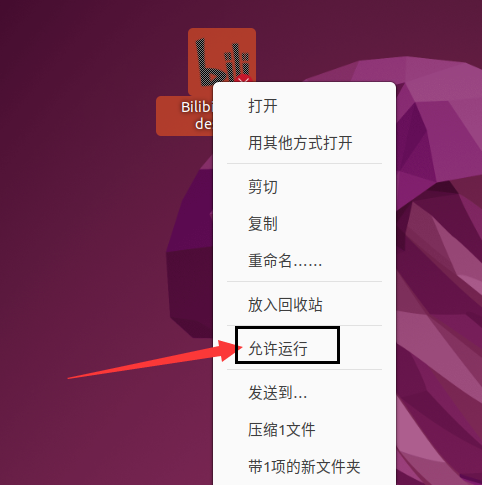 bili
Bilibi
de
打开
用其他方式打开
剪切
复制
重命名……
放入回收站
允许运行
发送到…
压缩1文件
带1项的新文件夹